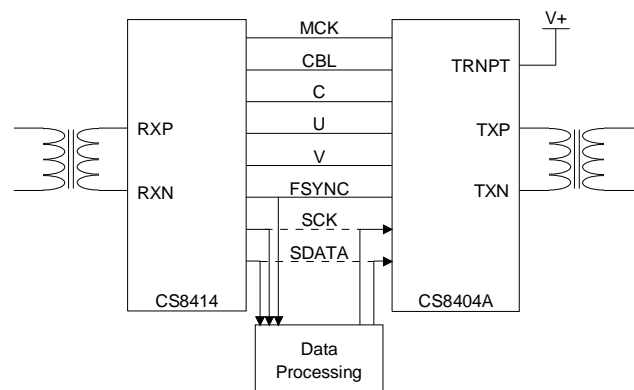 MCK
V+
CBL
TRNPT
C
RXP
U
TXP
V
RXN
FSYNC
TXN
SCK
SDATA
CS8414
CS8404A
Data
Processing